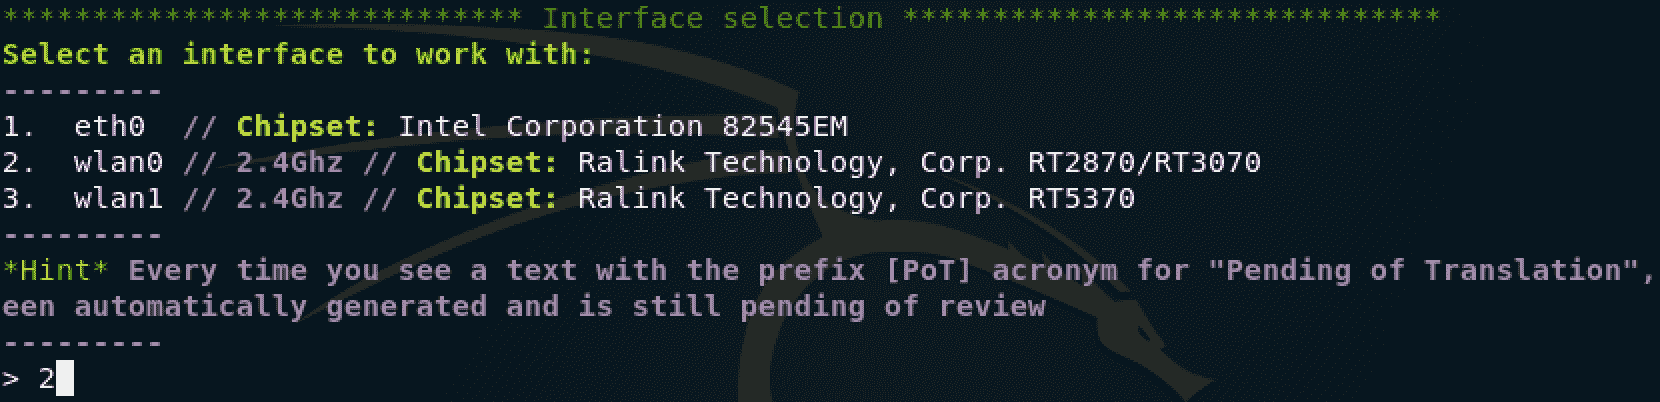 ***************************** Interface selection ******************************
Select an interface to work with:
---------
1.  eth0  // Chipset: Intel Corporation 82545EM
2.  wlan0 // 2.4Ghz // Chipset: Ralink Technology, Corp. RT2870/RT3070
3.  wlan1 // 2.4Ghz // Chipset: Ralink Technology, Corp. RT5370
---------
*Hint* Every time you see a text with the prefix [PoT] acronym for "Pending of Translation",
een automatically generated and is still pending of review
---------
> 2